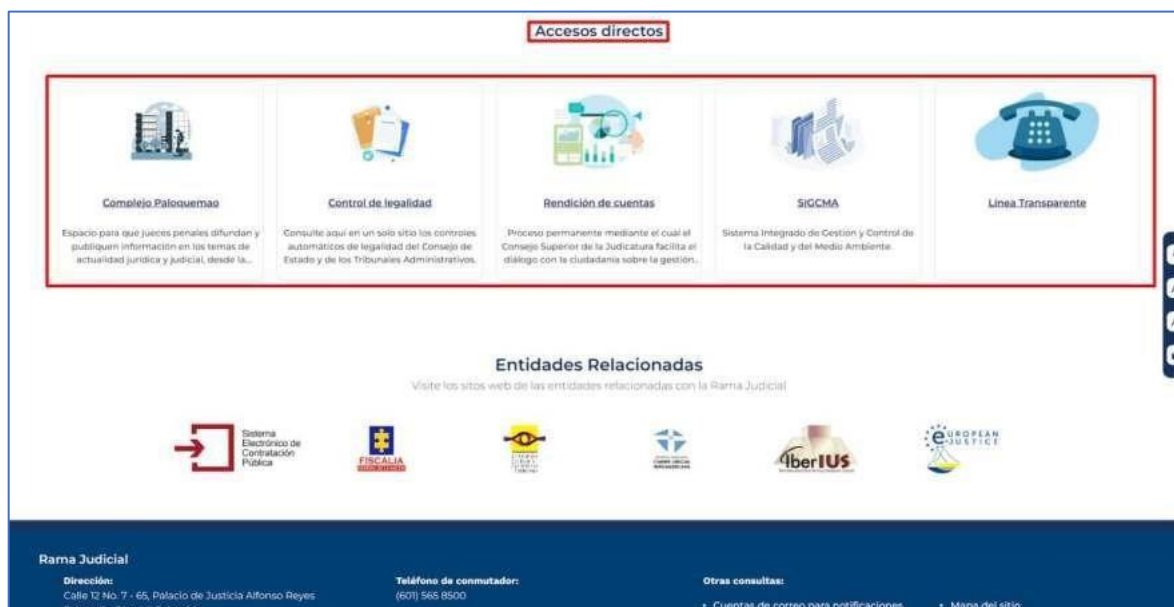 Accesos directos
Complejo Paloquemao
Espacio para que jueces penales difundan y
publiquen información en los temas de
actualidad jurídica y judicial, desde la...
Control de legalidad
Consulte aquí en un solo sitio los controles
automáticos de legalidad del Consejo de
Estado y de los Tribunales Administrativos.
Rendición de cuentas
Proceso permanente mediante el cual el
Consejo Superior de la Judicatura facilita el
diálogo con la ciudadanía sobre la gestión...
SIGCMA
Sistema Integrado de Gestión y Control de
la Calidad y del Medio Ambiente.
Línea Transparente
Entidades Relacionadas
Visite los sitios web de las entidades relacionadas con la Rama Judicial
Sistema
Electrónico de
Contratación
Pública
FISCALIA
IberIUS
EUROPEAN
JUSTICE
Rama Judicial
Dirección:
Calle 12 No. 7 - 65, Palacio de Justicia Alfonso Reyes
Teléfono de conmutador:
(601) 565 8500
Otras consultas:
• Cuentas de correo para notificaciones
• Mapa del sitio